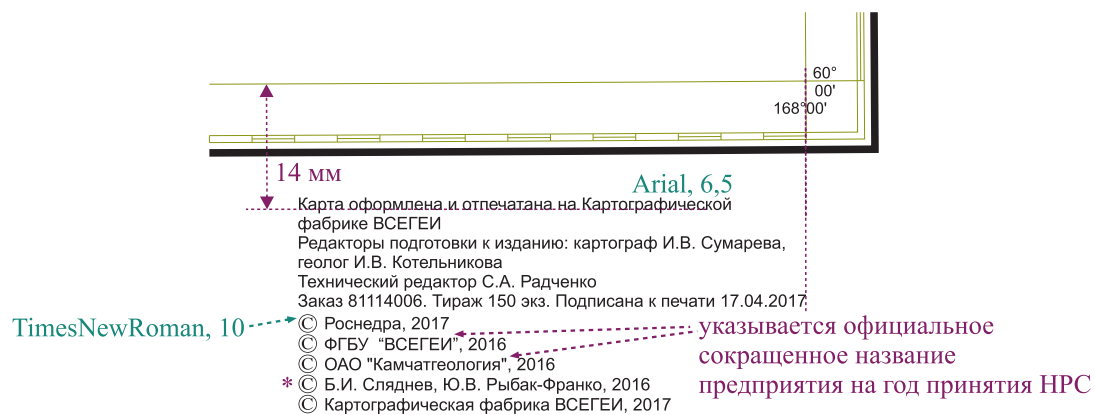 60°
00'
168°00'
14 мм
Arial, 6,5
Карта оформлена и отпечатана на Картографической
фабрике ВСЕГЕИ
Редакторы подготовки к изданию: картограф И.В. Сумарева,
геолог И.В. Котельникова
Технический редактор С.А. Радченко
Заказ 81114006. Тираж 150 экз. Подписана к печати 17.04.2017
TimesNewRoman, 10
© Роснедра, 2017
© ФГБУ “ВСЕГЕИ”, 2016
© ОАО "Камчатгеология", 2016
* © Б.И. Сляднев, Ю.В. Рыбак-Франко, 2016
© Картографическая фабрика ВСЕГЕИ, 2017
указывается официальное
сокращенное название
предприятия на год принятия НРС